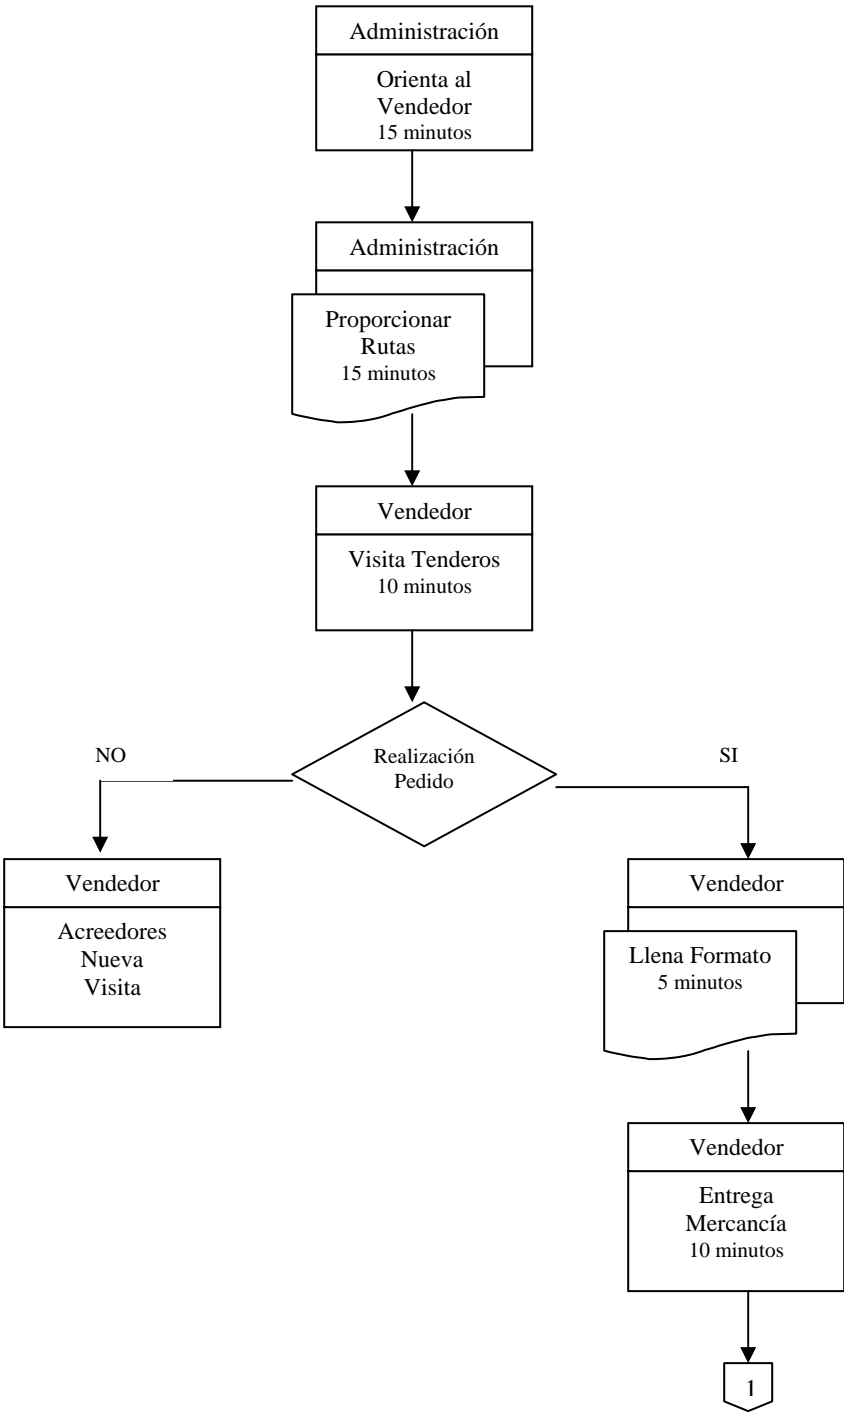 Administración
Orienta al
Vendedor
15 minutos
Administración
Proporcionar
Rutas
15 minutos
Vendedor
Visita Tenderos
10 minutos
Realización
Pedido
NO
SI
Vendedor
Acreedores
Nueva
Visita
Vendedor
Llena Formato
5 minutos
Vendedor
Entrega
Mercancía
10 minutos
1